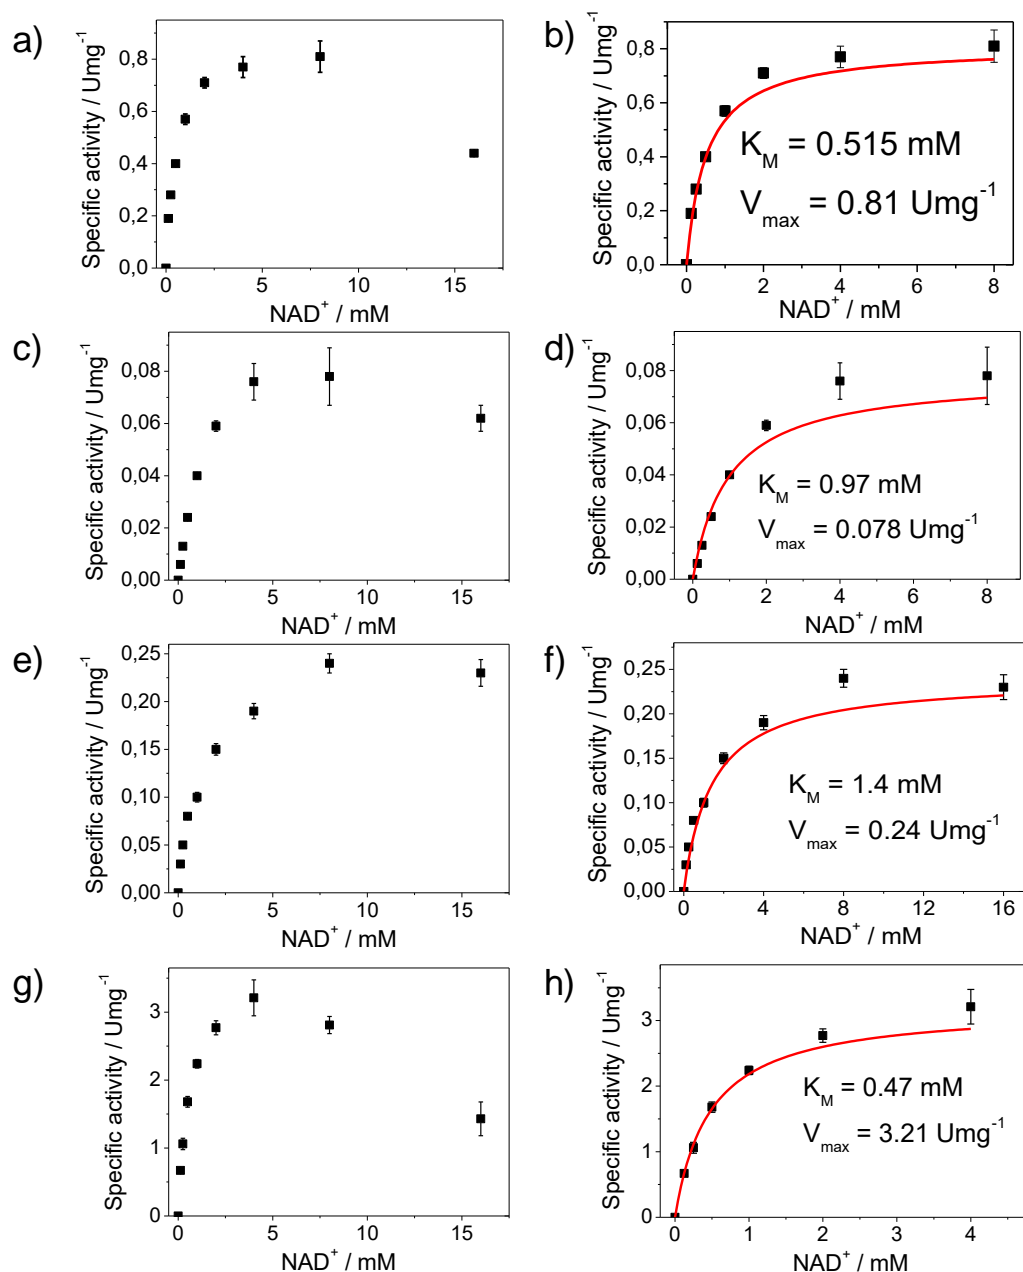 a)
Specific activity / Umg⁻¹
0,8
0,6
0,4
0,2
0,0
0 5 10 15
NAD⁺ / mM
b)
Specific activity / Umg⁻¹
0,8
0,6
0,4
0,2
0,0
K_M = 0.515 mM
V_max = 0.81 Umg⁻¹
0 2 4 6 8
NAD⁺ / mM
c)
Specific activity / Umg⁻¹
0,08
0,06
0,04
0,02
0,00
0 5 10 15
NAD⁺ / mM
d)
Specific activity / Umg⁻¹
0,08
0,06
0,04
0,02
0,00
K_M = 0.97 mM
V_max = 0.078 Umg⁻¹
0 2 4 6 8
NAD⁺ / mM
e)
Specific activity / Umg⁻¹
0,25
0,20
0,15
0,10
0,05
0,00
0 5 10 15
NAD⁺ / mM
f)
Specific activity / Umg⁻¹
0,25
0,20
0,15
0,10
0,05
0,00
K_M = 1.4 mM
V_max = 0.24 Umg⁻¹
0 4 8 12 16
NAD⁺ / mM
g)
Specific activity / Umg⁻¹
3
2
1
0
0 5 10 15
NAD⁺ / mM
h)
Specific activity / Umg⁻¹
3
2
1
0
K_M = 0.47 mM
V_max = 3.21 Umg⁻¹
0 1 2 3 4
NAD⁺ / mM